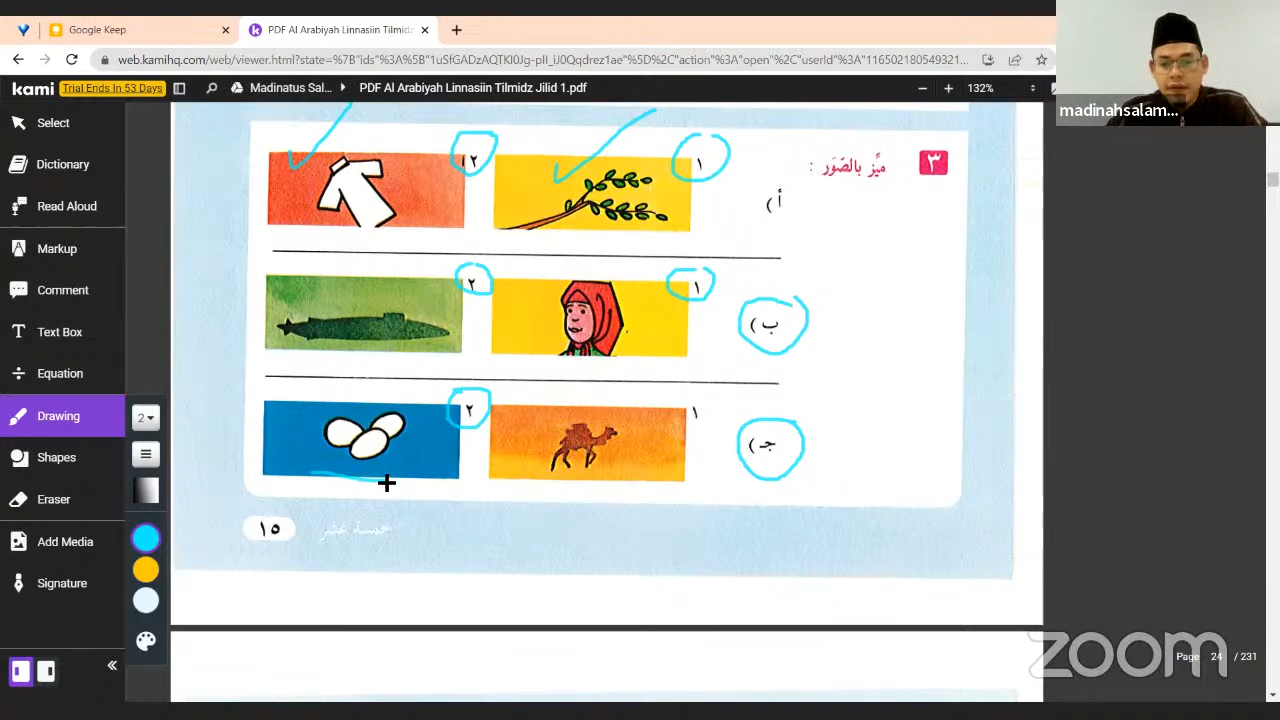 Google Keep
PDF Al Arabiyah Linnasiin Tilmidz
web.kamihq.com/web/viewer.html?state=%7B"ids"%3A%5B"1uSfGADzAQTKI0Jg-pIl_iJ0Qqdrez1ae"%5D%2C"action"%3A"open"%2C"userId"%3A"116502180549321...
madinahsalam...
kami
Trial Ends In 53 Days
Madinatus Sal...
PDF Al Arabiyah Linnasiin Tilmidz Jilid 1.pdf
132%
Select
Dictionary
Read Aloud
Markup
Comment
Text Box
Equation
Drawing
2
Shapes
Eraser
Add Media
Signature
٣ ميِّز بالصّوَر :
أ )
١
٢
ب )
١
٢
جـ )
١
٢
١٥ خمسة عشر
zoom
Page 24 / 231